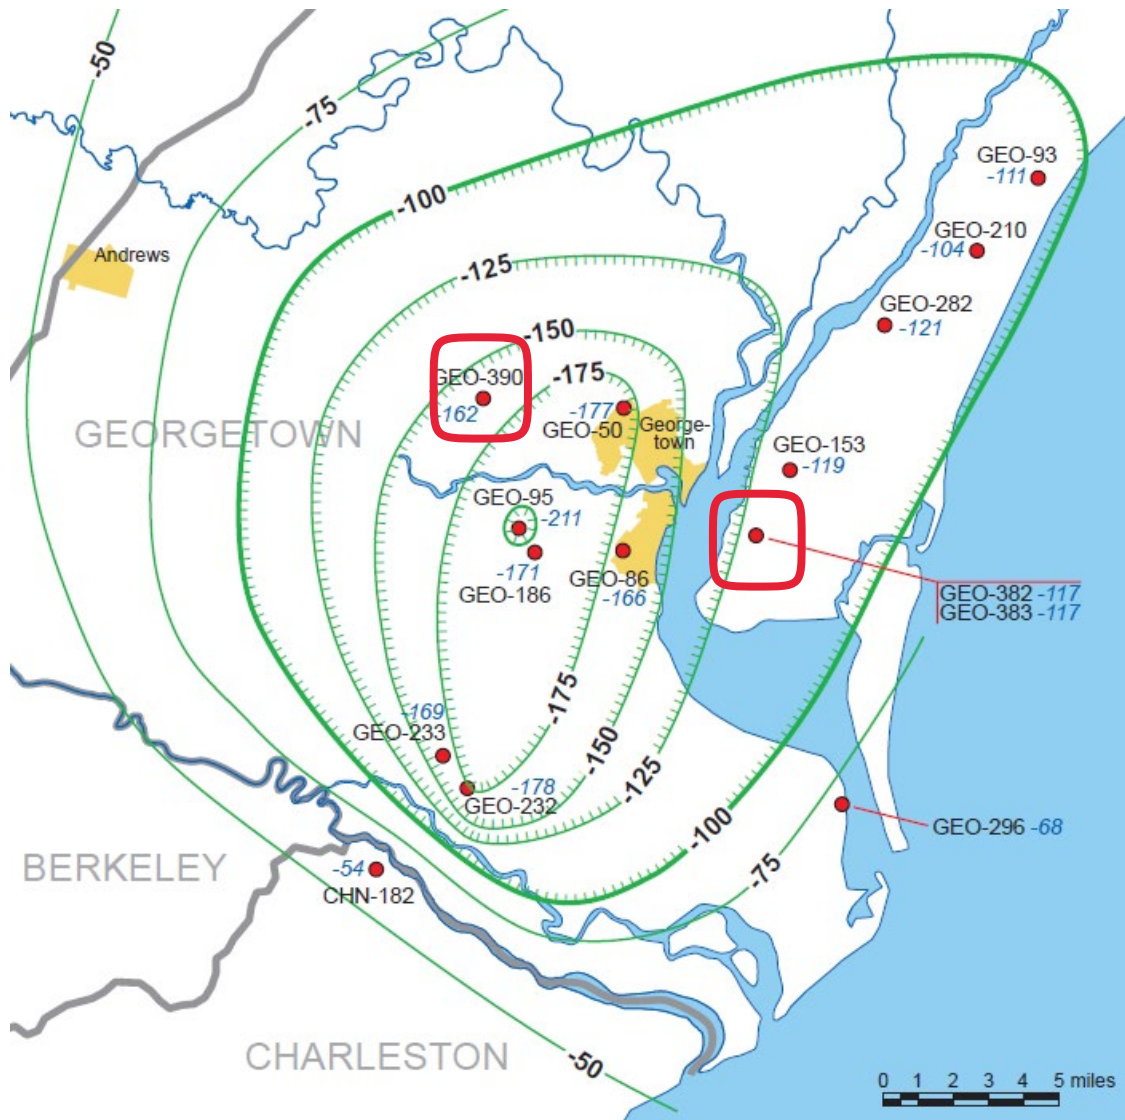 -50
-75
GEO-93
-111
-100
GEO-210
-104
Andrews
-125
GEO-282
-121
-150
GEO-390
-162
-175
-177
GEO-50
George-
town
GEORGETOWN
GEO-153
-119
GEO-95
-211
-171
GEO-186
GEO-86
-166
GEO-382 -117
GEO-383 -117
-169
GEO-233
-175
-150
-125
-178
GEO-232
-100
GEO-296 -68
BERKELEY
-54
CHN-182
-75
CHARLESTON
-50
0 1 2 3 4 5 miles